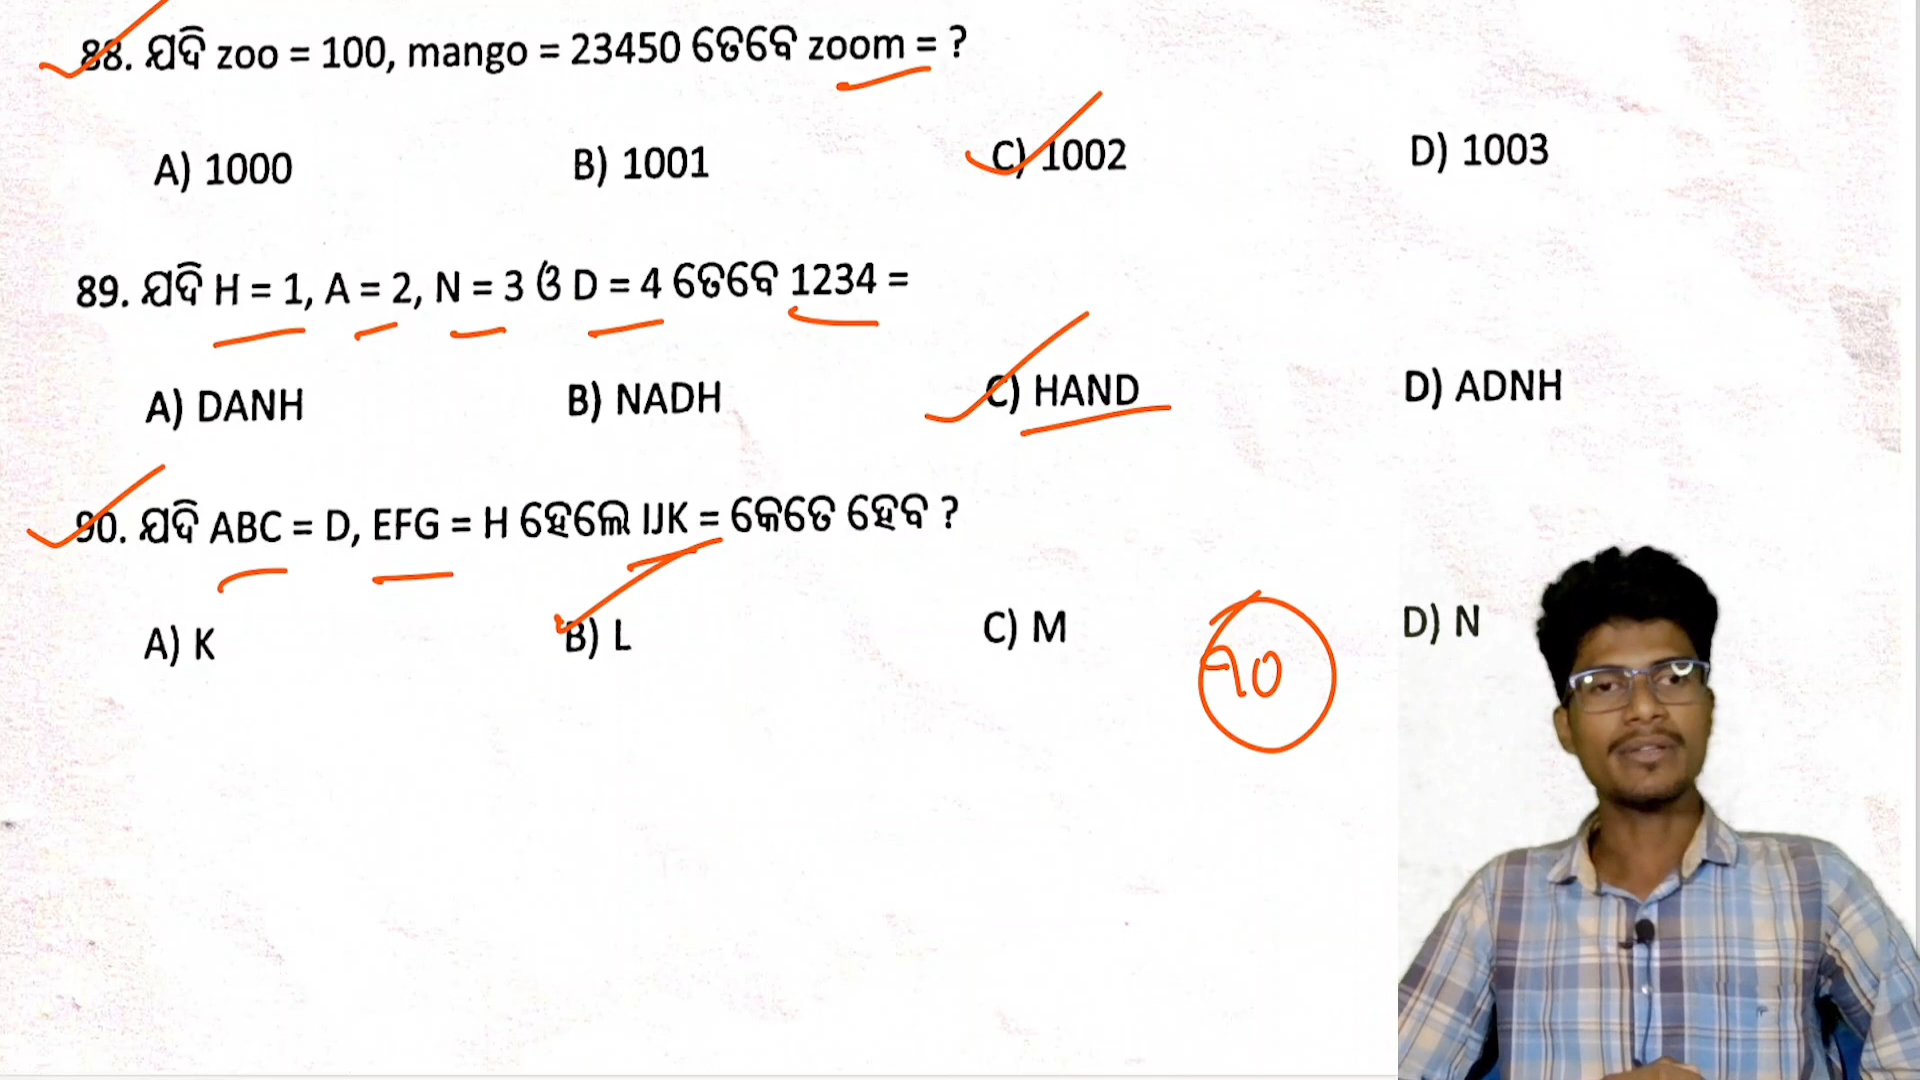 88. ଯଦି zoo = 100, mango = 23450 ତେବେ zoom = ?
A) 1000 B) 1001 C) 1002 D) 1003
89. ଯଦି H = 1, A = 2, N = 3 ଓ D = 4 ତେବେ 1234 =
A) DANH B) NADH C) HAND D) ADNH
90. ଯଦି ABC = D, EFG = H ହେଲେ IJK = କେତେ ହେବ ?
A) K B) L C) M D) N